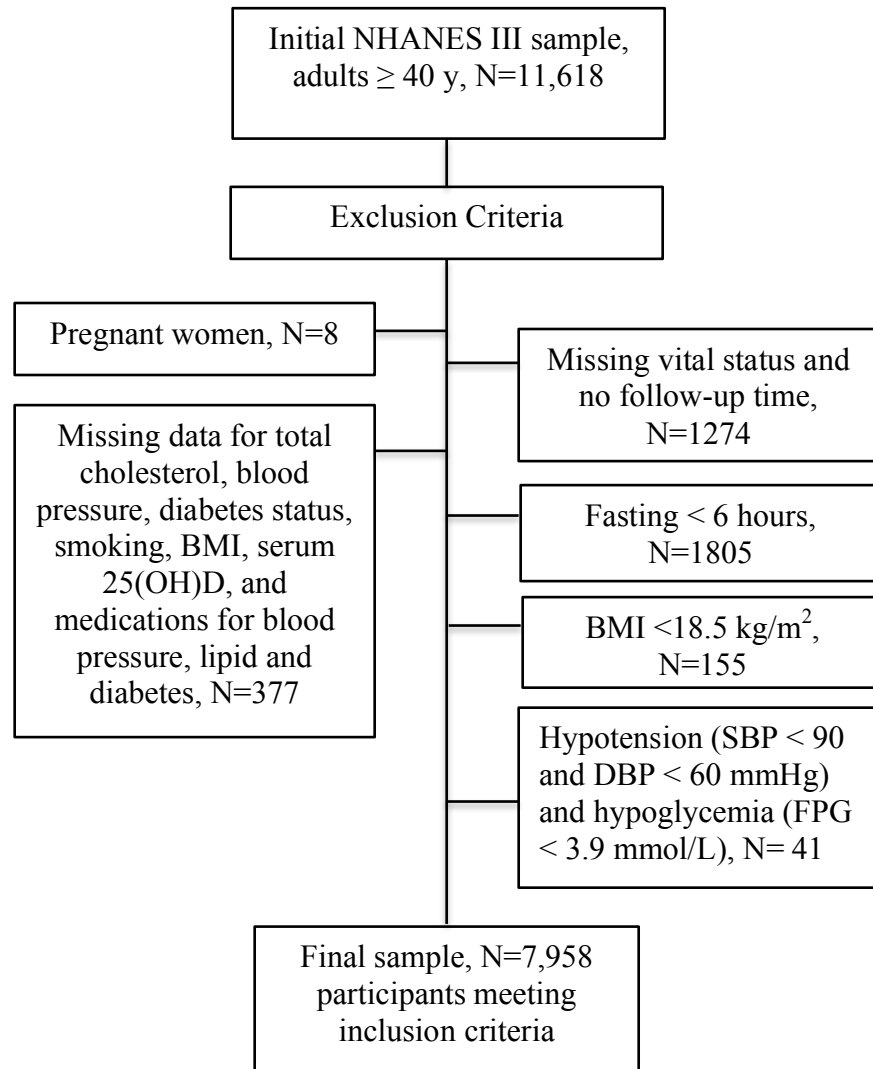 Initial NHANES III sample,
adults ≥ 40 y, N=11,618
Exclusion Criteria
Pregnant women, N=8
Missing vital status and
no follow-up time,
N=1274
Missing data for total
cholesterol, blood
pressure, diabetes status,
smoking, BMI, serum
25(OH)D, and
medications for blood
pressure, lipid and
diabetes, N=377
Fasting < 6 hours,
N=1805
BMI <18.5 kg/m²,
N=155
Hypotension (SBP < 90
and DBP < 60 mmHg)
and hypoglycemia (FPG
< 3.9 mmol/L), N= 41
Final sample, N=7,958
participants meeting
inclusion criteria